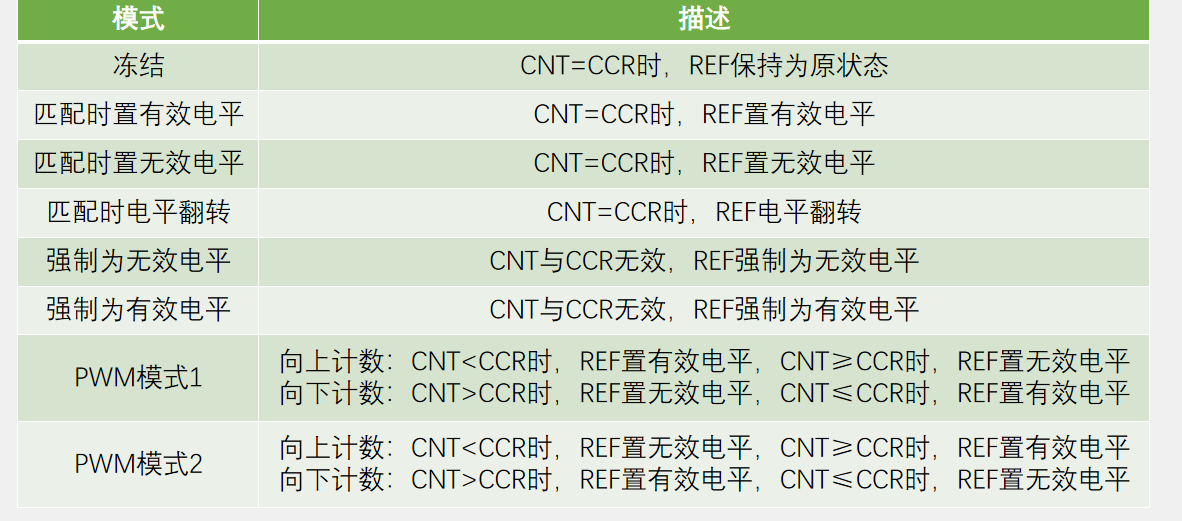 模式 描述
冻结 CNT=CCR时，REF保持为原状态
匹配时置有效电平 CNT=CCR时，REF置有效电平
匹配时置无效电平 CNT=CCR时，REF置无效电平
匹配时电平翻转 CNT=CCR时，REF电平翻转
强制为无效电平 CNT与CCR无效，REF强制为无效电平
强制为有效电平 CNT与CCR无效，REF强制为有效电平
PWM模式1
向上计数：CNT<CCR时，REF置有效电平，CNT≥CCR时，REF置无效电平
向下计数：CNT>CCR时，REF置无效电平，CNT≤CCR时，REF置有效电平
PWM模式2
向上计数：CNT<CCR时，REF置无效电平，CNT≥CCR时，REF置有效电平
向下计数：CNT>CCR时，REF置有效电平，CNT≤CCR时，REF置无效电平